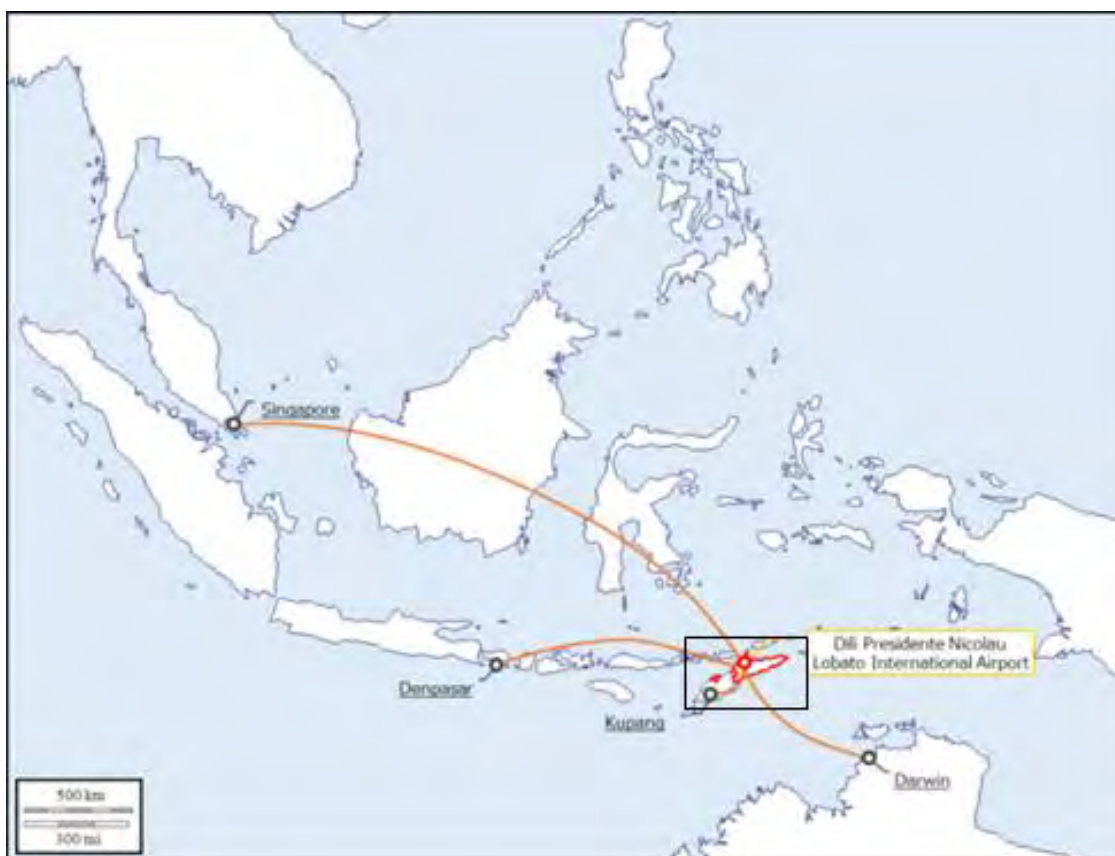 Singapore
Dili Presidente Nicolau
Lobato International Airport
Denpasar
Kupang
Darwin
500 km
300 mi